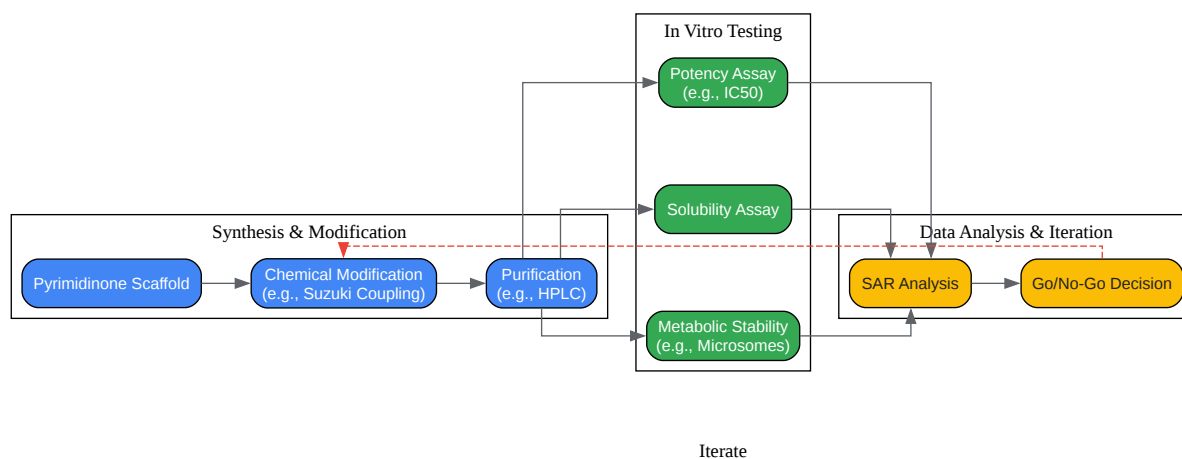 In Vitro Testing
Potency Assay
(e.g., IC50)
Solubility Assay
Metabolic Stability
(e.g., Microsomes)
Synthesis & Modification
Pyrimidinone Scaffold
Chemical Modification
(e.g., Suzuki Coupling)
Purification
(e.g., HPLC)
Data Analysis & Iteration
SAR Analysis
Go/No-Go Decision
Iterate